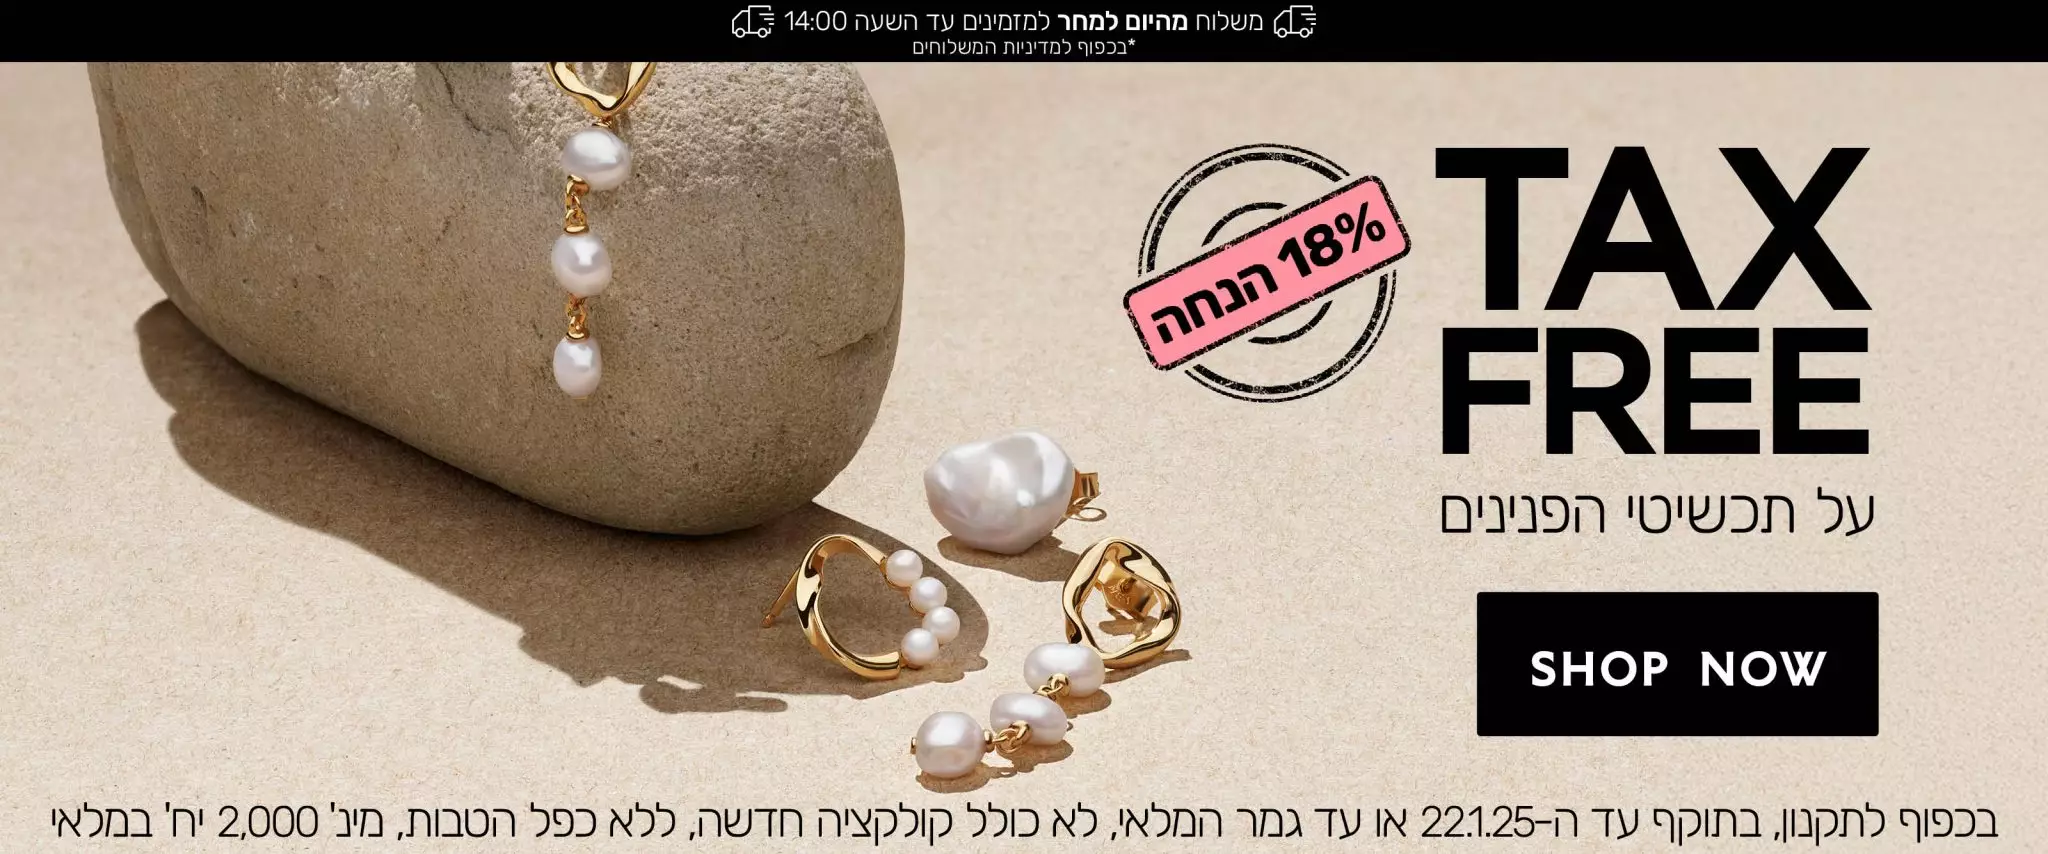 משלוח מהיום למחר למזמינים עד השעה 14:00
*בכפוף למדיניות המשלוחים
TAX
FREE
18% הנחה
על תכשיטי הפנינים
SHOP NOW
בכפוף לתקנון, בתוקף עד ה-22.1.25 או עד גמר המלאי, לא כולל קולקציה חדשה, ללא כפל הטבות, מינ' 2,000 יח' במלאי